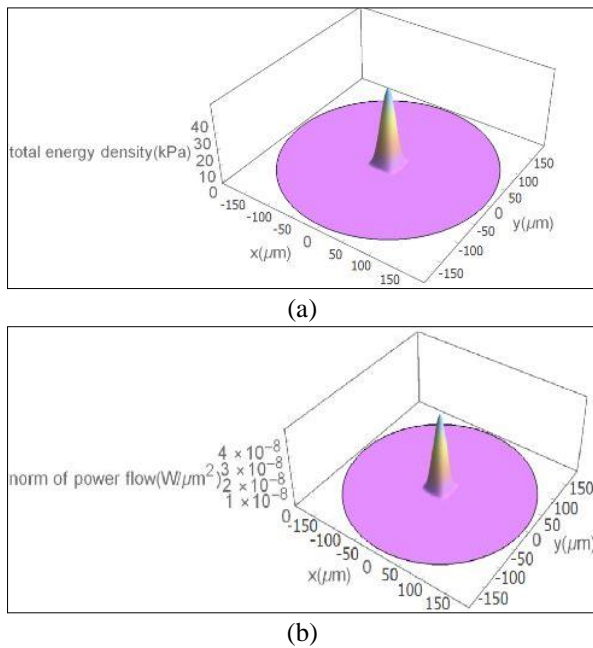 40
total energy density(kPa)
30
20
10
0
-150
-100
-50
0
50
100
150
x(μm)
150
100
50
0
-50
-100
-150
y(μm)
(a)
4 × 10⁻⁸
3 × 10⁻⁸
norm of power flow(W/μm²)
2 × 10⁻⁸
1 × 10⁻⁸
0
-150
-100
-50
0
50
100
150
x(μm)
150
100
50
0
-50
-100
-150
y(μm)
(b)